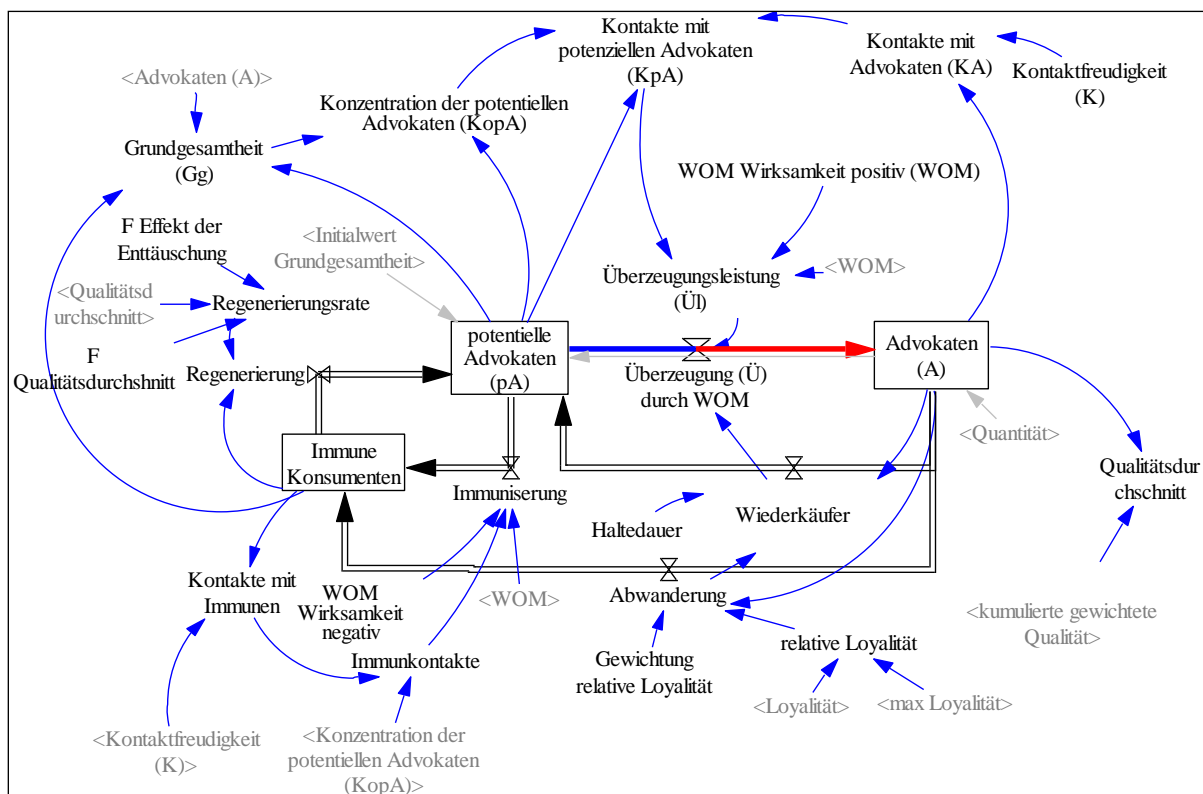 Kontakte mit
potenziellen Advokaten
(KpA)
Kontakte mit
Advokaten (KA)
Kontaktfreudigkeit
(K)
<Advokaten (A)>
Konzentration der potentiellen
Advokaten (KopA)
Grundgesamtheit
(Gg)
WOM Wirksamkeit positiv (WOM)
F Effekt der
Enttäuschung
<Initialwert
Grundgesamtheit>
Überzeugungsleistung
(Ül)
<WOM>
<Qualitätsd
urchschnitt>
Regenerierungsrate
potentielle
Advokaten
(pA)
Advokaten
(A)
F
Qualitätsdurchshnitt
Regenerierung
Überzeugung (Ü)
durch WOM
<Quantität>
Immune
Konsumenten
Immuniserung
Qualitätsdur
chschnitt
Haltedauer
Wiederkäufer
Kontakte mit
Immunen
WOM
Wirksamkeit
negativ
<WOM>
Abwanderung
<kumulierte gewichtete
Qualität>
Immunkontakte
Gewichtung
relative Loyalität
relative Loyalität
<Loyalität>
<max Loyalität>
<Kontaktfreudigkeit
(K)>
<Konzentration der
potentiellen Advokaten
(KopA)>